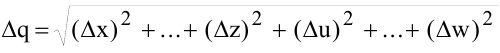 Δq = √((Δx)² + ... + (Δz)² + (Δu)² + ... + (Δw)²)